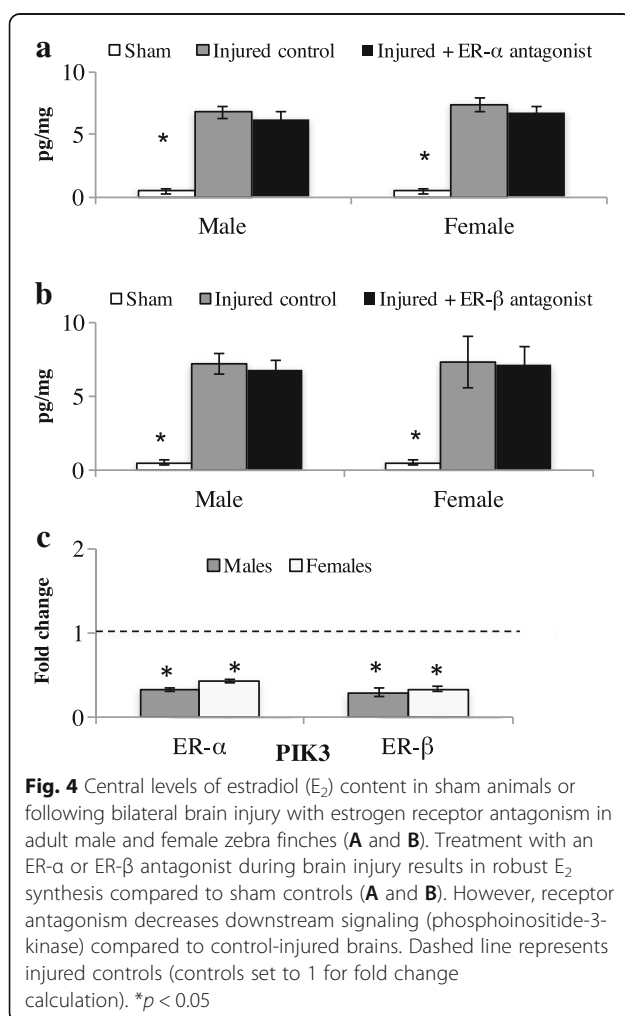 a
□ Sham ■ Injured control ■ Injured + ER-α antagonist
10
5
0
pg/mg
*
*
Male Female
b
□ Sham ■ Injured control ■ Injured + ER-β antagonist
10
5
0
pg/mg
*
*
Male Female
c
■ Males □ Females
2
1
0
Fold change
* * * *
ER-α PIK3 ER-β
Fig. 4 Central levels of estradiol (E₂) content in sham animals or
following bilateral brain injury with estrogen receptor antagonism in
adult male and female zebra finches (A and B). Treatment with an
ER-α or ER-β antagonist during brain injury results in robust E₂
synthesis compared to sham controls (A and B). However, receptor
antagonism decreases downstream signaling (phosphoinositide-3-
kinase) compared to control-injured brains. Dashed line represents
injured controls (controls set to 1 for fold change
calculation). *p < 0.05